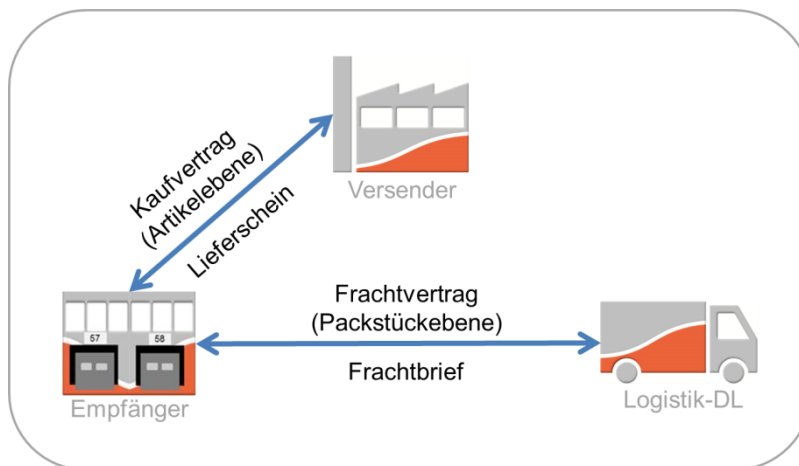 Versender
Kaufvertrag
(Artikelebene)
Lieferschein
57 58
Empfänger
Frachtvertrag
(Packstückebene)
Frachtbrief
Logistik-DL